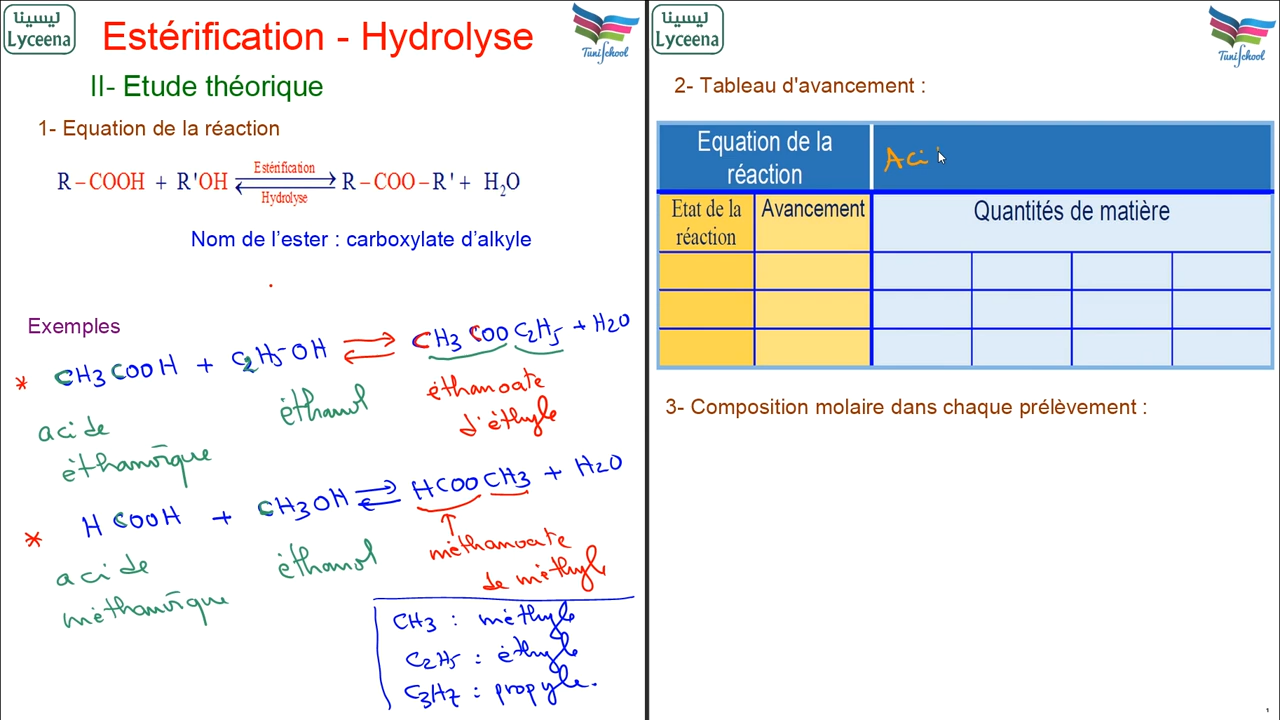 ليسينا
Lyceena
Estérification - Hydrolyse
TuniSchool
II- Etude théorique
1- Equation de la réaction
R – COOH + R'OH Estérification Hydrolyse R – COO – R' + H₂O
Nom de l'ester : carboxylate d'alkyle
Exemples
* CH3COOH + C2H5-OH ⇌ CH3COOC2H5 + H2O
acide éthanoïque
éthanol
éthanoate d'éthyle
* HCOOH + CH3OH ⇌ HCOOCH3 + H2O
acide méthanoïque
éthanol
méthanoate de méthyle
CH3 : méthyle
C2H5 : éthyle
C3H7 : propyle.
ليسينا
Lyceena
TuniSchool
2- Tableau d'avancement :
Equation de la
réaction
Aci
Etat de la
réaction
Avancement
Quantités de matière
3- Composition molaire dans chaque prélèvement :
1